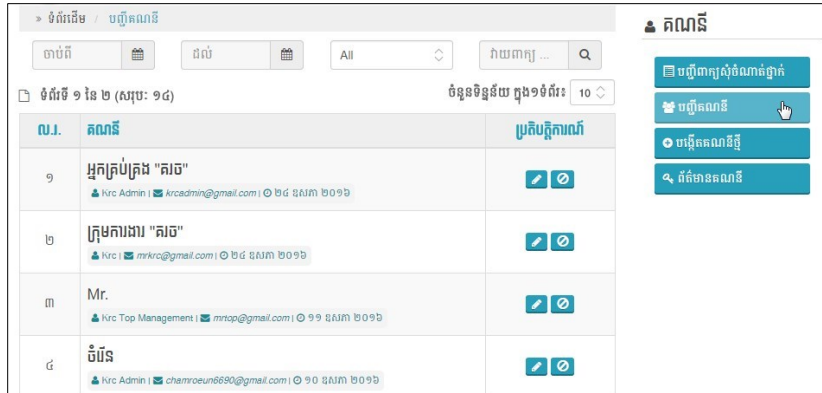 » ទំព័រដើម / បញ្ជីគណនី
ចាប់ពី ដល់ All វាយពាក្យ ...
ទំព័រទី ១ នៃ ២ (សរុប: ១៤) ចំនួនទិន្នន័យ ក្នុង១ទំព័រ៖ 10
ល.រ. គណនី ប្រតិបត្តិការណ៍
១ អ្នកគ្រប់គ្រង "គរច"
Krc Admin | krcadmin@gmail.com | ២៤ ឧសភា ២០១៦
២ ក្រុមការងារ "គរច"
Krc | mrkrc@gmail.com | ២៤ ឧសភា ២០១៦
៣ Mr.
Krc Top Management | mrtop@gmail.com | ១១ ឧសភា ២០១៦
៤ ចំរើន
Krc Admin | chamroeun6690@gmail.com | ១០ ឧសភា ២០១៦
គណនី
បញ្ជីពាក្យសុំចំណាត់ថ្នាក់
បញ្ជីគណនី
បង្កើតគណនីថ្មី
ព័ត៌មានគណនី